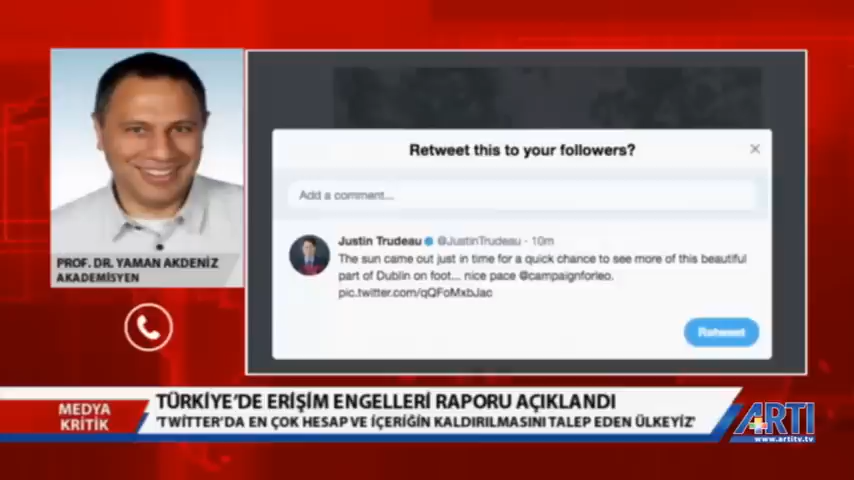 Retweet this to your followers?
Add a comment...
Justin Trudeau @JustinTrudeau · 10m
The sun came out just in time for a quick chance to see more of this beautiful
part of Dublin on foot... nice pace @campaignforleo.
pic.twitter.com/qQFoMxbJac
Retweet
PROF. DR. YAMAN AKDENİZ
AKADEMİSYEN
MEDYA
KRİTİK
TÜRKİYE'DE ERİŞİM ENGELLERİ RAPORU AÇIKLANDI
'TWİTTER'DA EN ÇOK HESAP VE İÇERİĞİN KALDIRILMASINI TALEP EDEN ÜLKEYİZ'
ARTI
www.artitv.tv